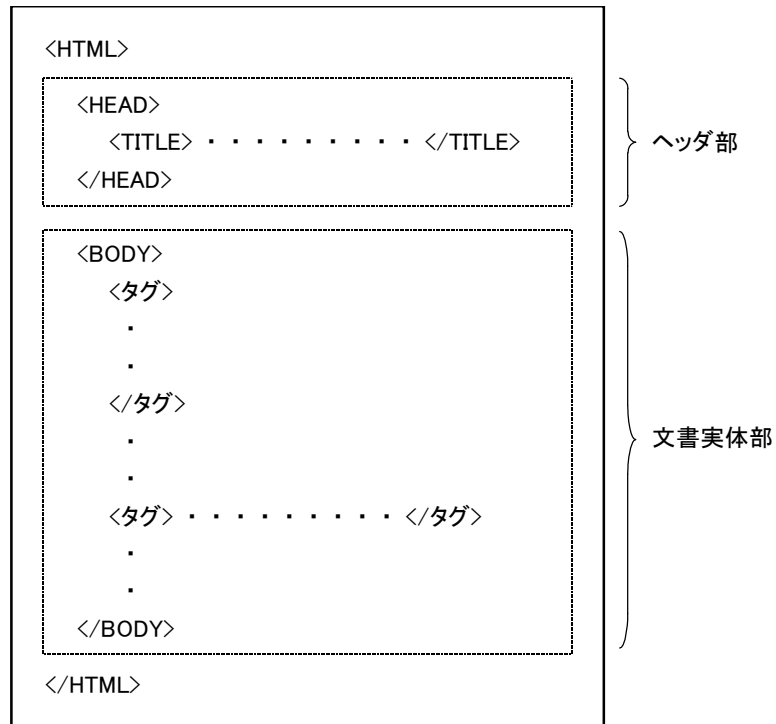 <HTML>
<HEAD>
<TITLE> ・ ・ ・ ・ ・ ・ ・ ・ ・ </TITLE>
</HEAD>
ヘッダ部
<BODY>
<タグ>
・
・
</タグ>
・
・
<タグ> ・ ・ ・ ・ ・ ・ ・ ・ ・ </タグ>
・
・
</BODY>
文書実体部
</HTML>